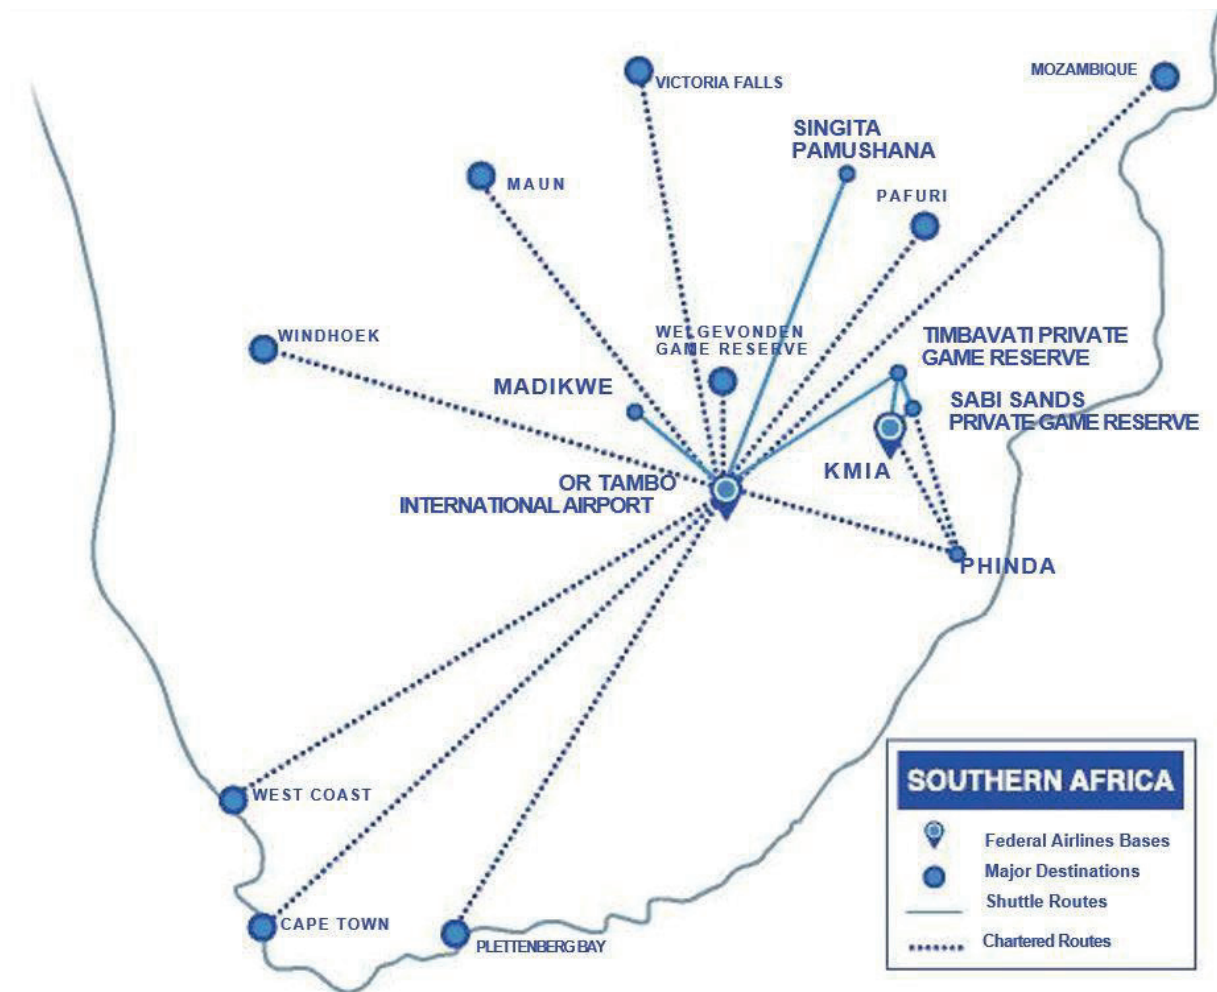 VICTORIA FALLS
MOZAMBIQUE
SINGITA
PAMUSHANA
MAUN
PAFURI
WINDHOEK
WELGEVONDEN
GAME RESERVE
TIMBAVATI PRIVATE
GAME RESERVE
MADIKWE
SABI SANDS
PRIVATE GAME RESERVE
KMIA
OR TAMBO
INTERNATIONAL AIRPORT
PHINDA
WEST COAST
CAPE TOWN
PLETTENBERG BAY
SOUTHERN AFRICA
Federal Airlines Bases
Major Destinations
Shuttle Routes
Chartered Routes